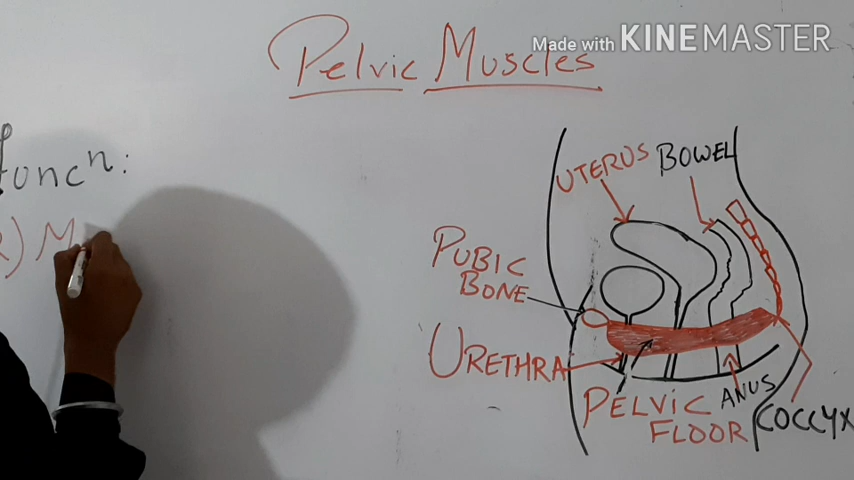 Made with KINEMASTER
Pelvic Muscles
funcⁿ:
) M
UTERUS
BOWEL
PUBIC
BONE
URETHRA
PELVIC
FLOOR
ANUS
COCCYX